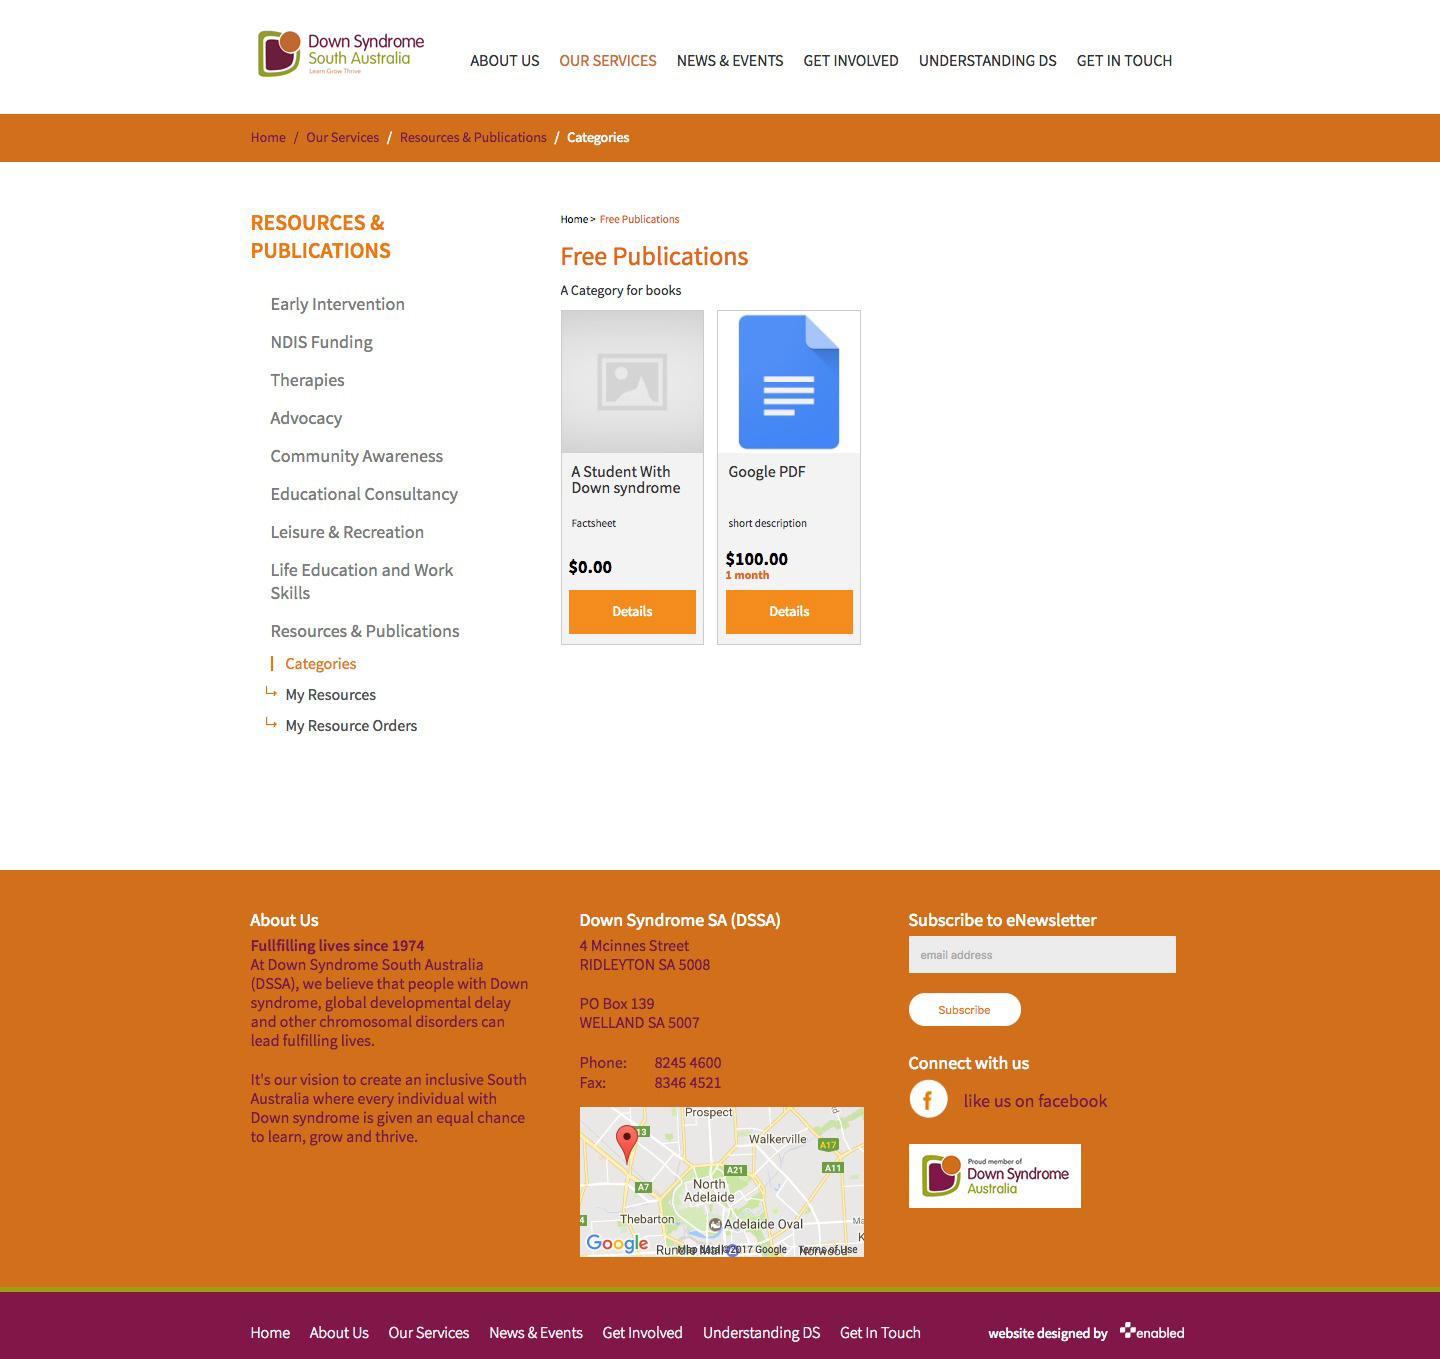 Down Syndrome
South Australia
Learn Grow Thrive
ABOUT US OUR SERVICES NEWS & EVENTS GET INVOLVED UNDERSTANDING DS GET IN TOUCH
Home / Our Services / Resources & Publications / Categories
RESOURCES &
PUBLICATIONS
Early Intervention
NDIS Funding
Therapies
Advocacy
Community Awareness
Educational Consultancy
Leisure & Recreation
Life Education and Work
Skills
Resources & Publications
Categories
My Resources
My Resource Orders
Home > Free Publications
Free Publications
A Category for books
A Student With
Down syndrome
Factsheet
$0.00
Details
Google PDF
short description
$100.00
1 month
Details
About Us
Fullfilling lives since 1974
At Down Syndrome South Australia
(DSSA), we believe that people with Down
syndrome, global developmental delay
and other chromosomal disorders can
lead fulfilling lives.
It's our vision to create an inclusive South
Australia where every individual with
Down syndrome is given an equal chance
to learn, grow and thrive.
Down Syndrome SA (DSSA)
4 Mcinnes Street
RIDLEYTON SA 5008
PO Box 139
WELLAND SA 5007
Phone: 8245 4600
Fax: 8346 4521
Prospect
A13
Walkerville
A17
A21
A11
A7
North
Adelaide
Thebarton
Adelaide Oval
Google
Rundle Mall
Map data ©2017 Google
Terms of Use
Norwood
Subscribe to eNewsletter
email address
Subscribe
Connect with us
like us on facebook
Proud member of
Down Syndrome
Australia
Home About Us Our Services News & Events Get Involved Understanding DS Get In Touch
website designed by enabled